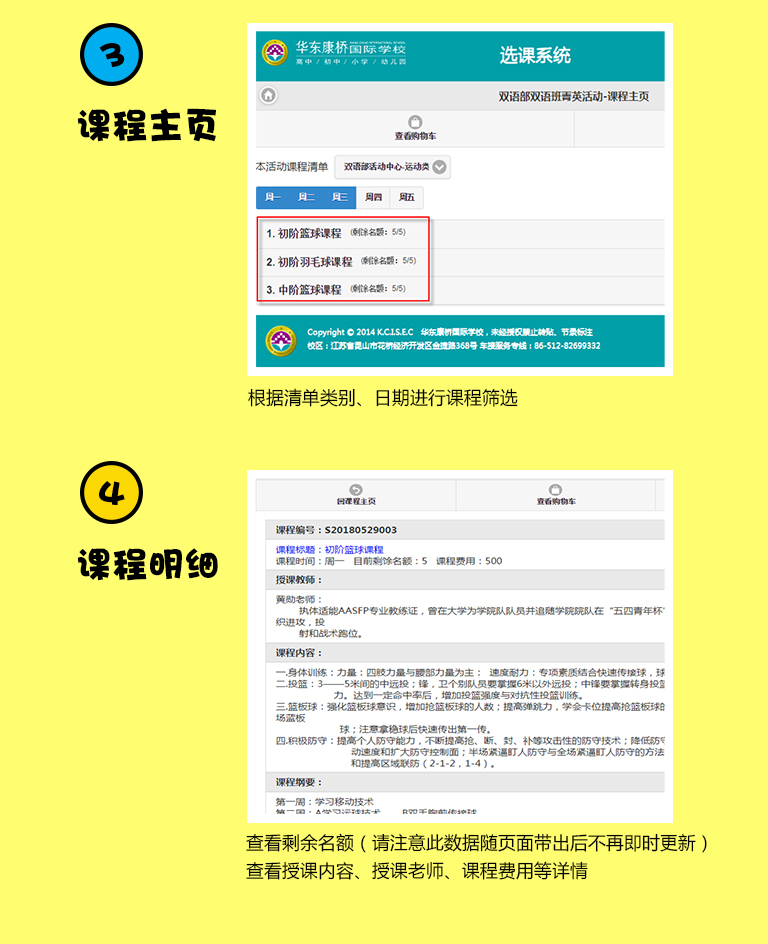 3
课程主页
华东康桥国际学校
高中 / 初中 / 小学 / 幼儿园
选课系统
双语部双语班菁英活动-课程主页
查看购物车
本活动课程清单 双语部活动中心-运动类
周一 周二 周三 周四 周五
1. 初阶篮球课程 (剩馀名额：5/5)
2. 初阶羽毛球课程 (剩馀名额：5/5)
3. 中阶篮球课程 (剩馀名额：5/5)
Copyright © 2014 K.C.I.S.E.C 华东康桥国际学校，未经授权禁止转贴、节录标注
校区：江苏省昆山市花桥经济开发区金捷路368号 车接服务专线：86-512-82699332
根据清单类别、日期进行课程筛选
4
课程明细
回课程主页 查看购物车
课程编号：S20180529003
课程标题：初阶篮球课程
课程时间：周一 目前剩馀名额：5 课程费用：500
授课教师：
黄勋老师：
执体适能AASFP专业教练证，曾在大学为学院队队员并追随学院院队在“五四青年杯”
织进攻，投
射和战术跑位。
课程内容：
一.身体训练：力量：四肢力量与腰部力量为主； 速度耐力：专项素质结合快速传接球，球
二.投篮：3——5米间的中远投；锋，卫个别队员要掌握6米以外远投；中锋要掌握转身投篮
力。达到一定命中率后，增加投篮强度与对抗性投篮训练。
三.篮板球：强化篮板球意识，增加抢篮板球的人数；提高弹跳力，学会卡位提高抢篮板球的
场篮板
球；注意拿稳球后快速传出第一传。
四.积极防守：提高个人防守能力，不断提高抢、断、封、补等攻击性的防守技术；降低防守
动速度和扩大防守控制面；半场紧逼盯人防守与全场紧逼盯人防守的方法
和提高区域联防（2-1-2，1-4）。
课程纲要：
第一周：学习移动技术
第二周：A学习运球技术 B双手胸前传接球
查看剩余名额（请注意此数据随页面带出后不再即时更新）
查看授课内容、授课老师、课程费用等详情